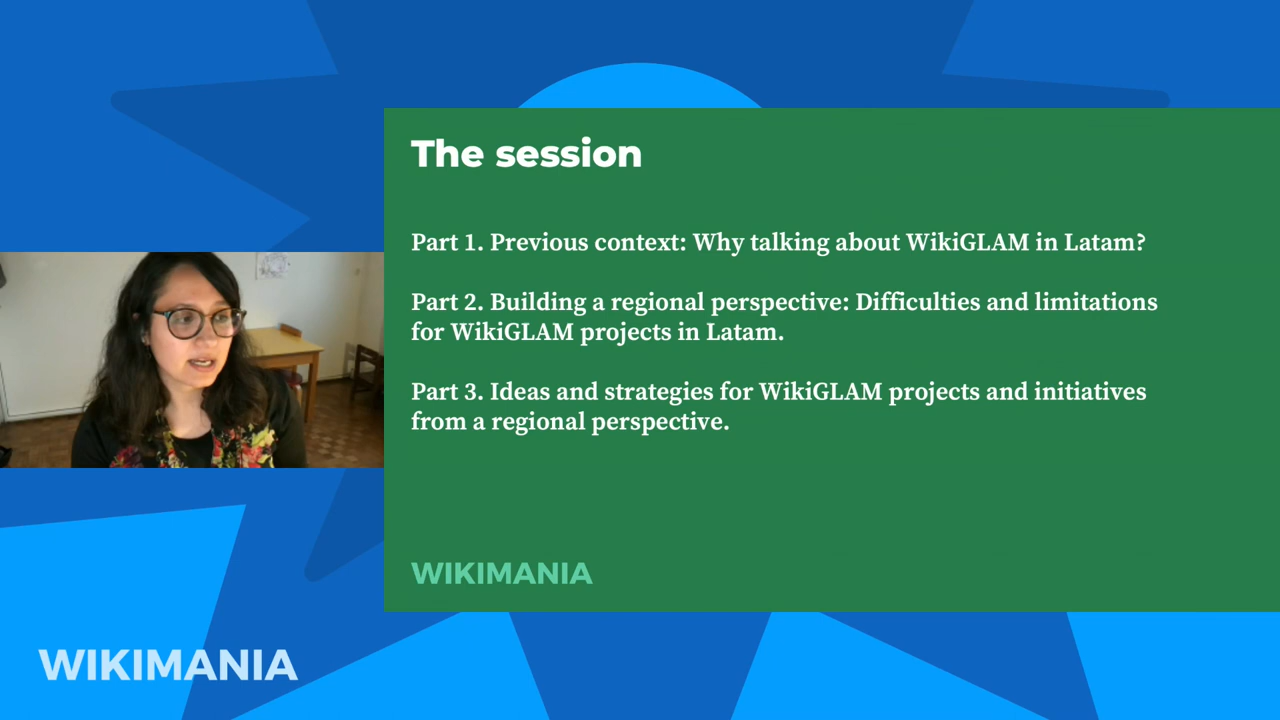 The session
Part 1. Previous context: Why talking about WikiGLAM in Latam?
Part 2. Building a regional perspective: Difficulties and limitations
for WikiGLAM projects in Latam.
Part 3. Ideas and strategies for WikiGLAM projects and initiatives
from a regional perspective.
WIKIMANIA
WIKIMANIA